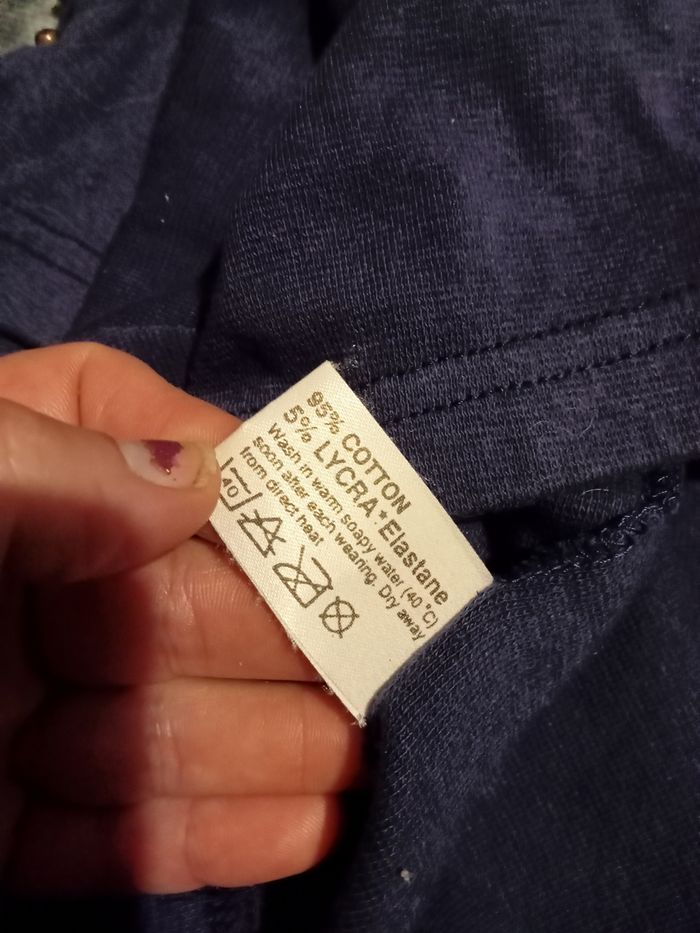 95% COTTON
5% LYCRA* Elastane
Wash in warm soapy water (40 °C)
soon after each wearing. Dry away
from direct heat
40